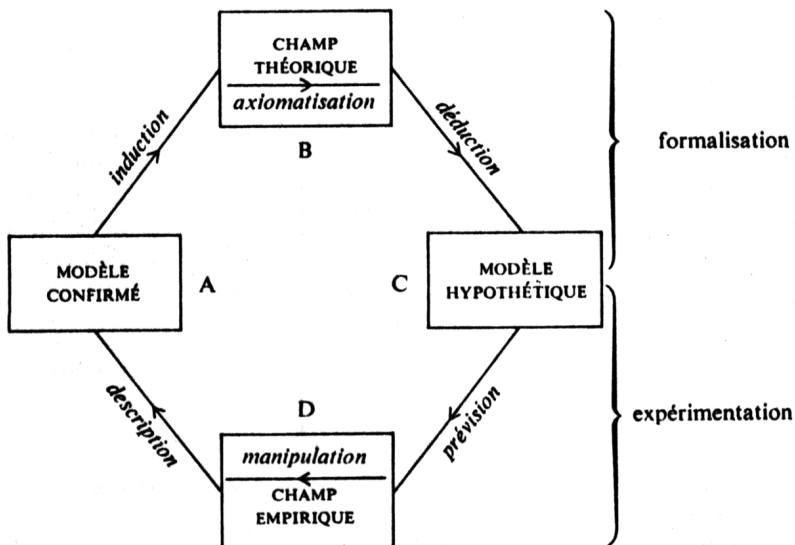 CHAMP
THÉORIQUE
axiomatisation
B
induction
déduction
formalisation
MODÈLE
CONFIRMÉ
A
C
MODÈLE
HYPOTHÉTIQUE
description
prévision
expérimentation
D
manipulation
CHAMP
EMPIRIQUE